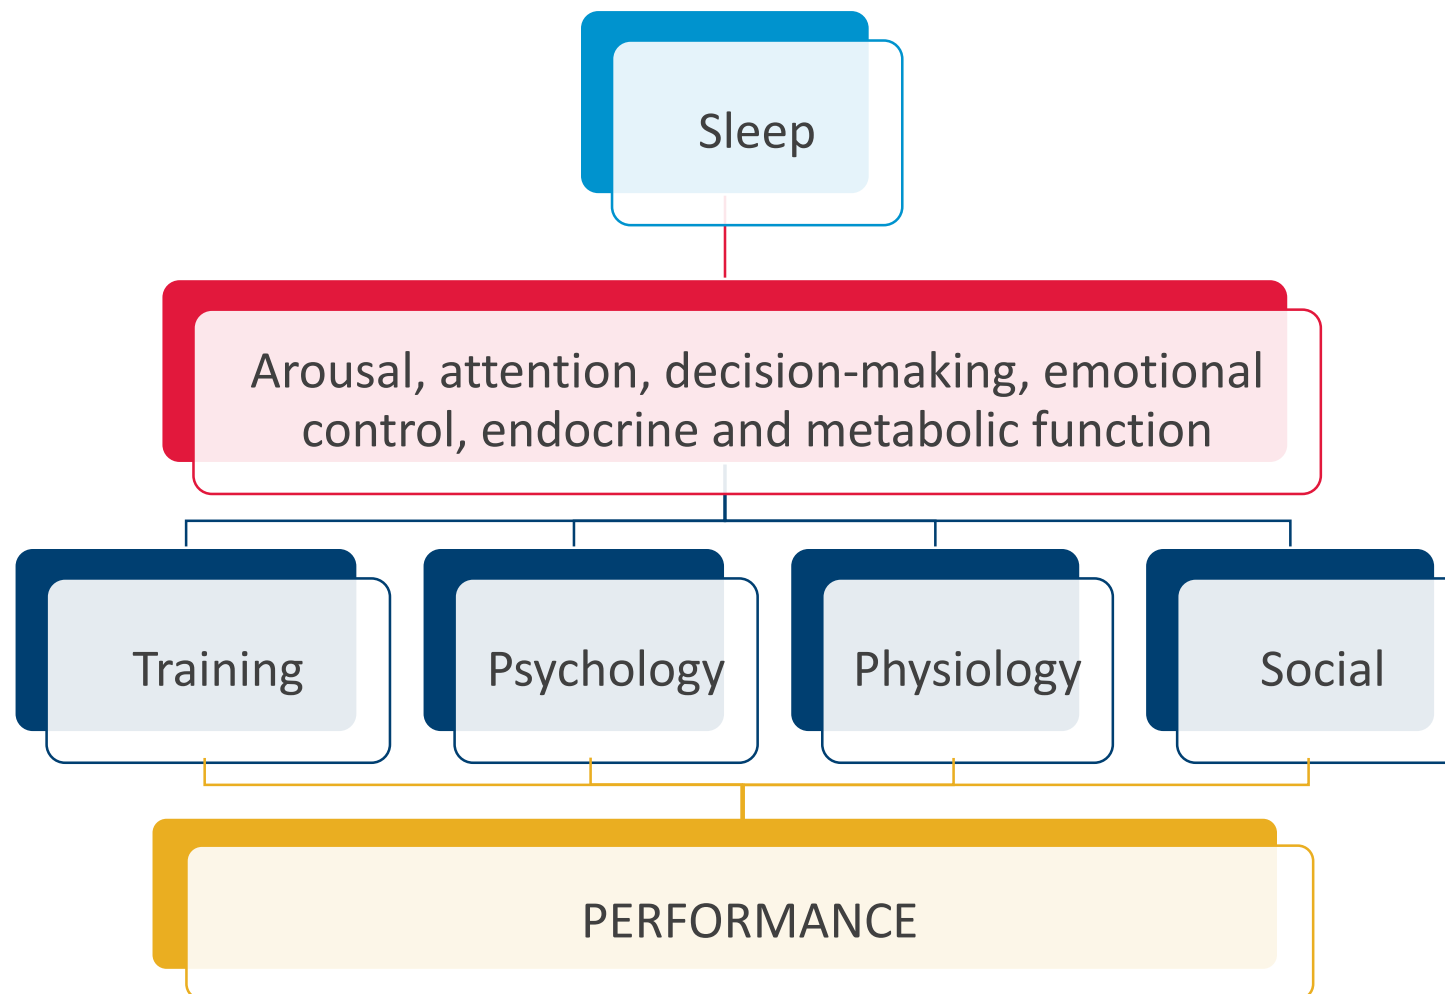 Sleep
Arousal, attention, decision-making, emotional
control, endocrine and metabolic function
Training
Psychology
Physiology
Social
PERFORMANCE